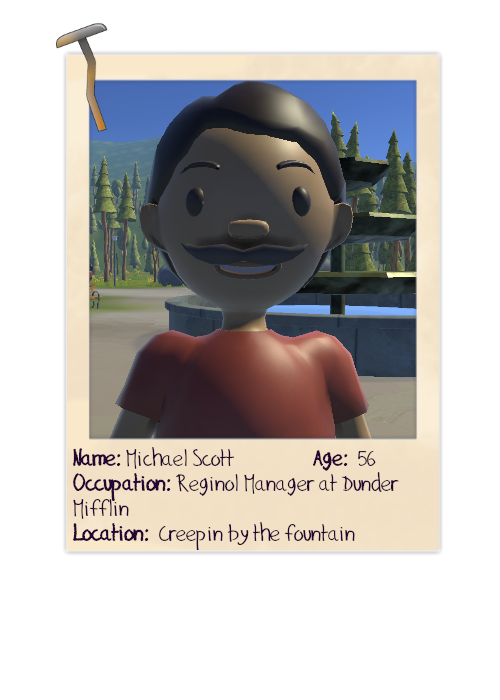 Name: Michael Scott Age: 56
Occupation: Reginol Manager at Dunder
Mifflin
Location: Creepin by the fountain